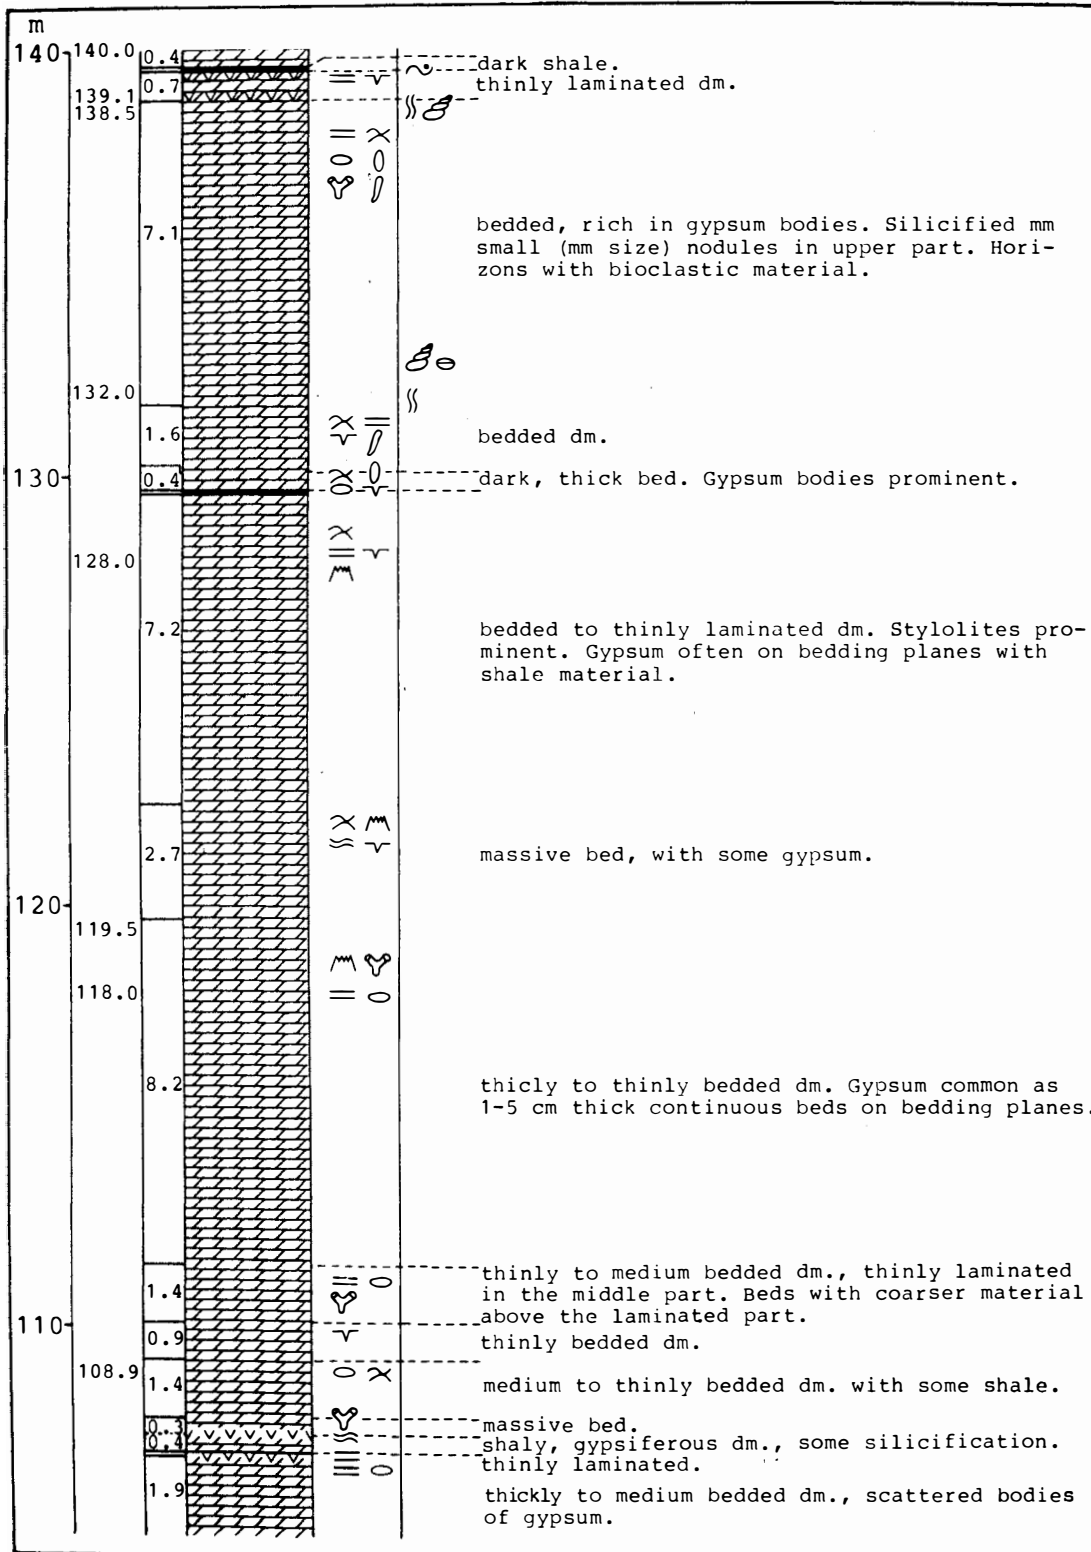 m
140 140.0 0.4 dark shale.
0.7 thinly laminated dm.
139.1
138.5
7.1 bedded, rich in gypsum bodies. Silicified mm
small (mm size) nodules in upper part. Hori-
zons with bioclastic material.
132.0
1.6 bedded dm.
130 0.4 dark, thick bed. Gypsum bodies prominent.
128.0
7.2 bedded to thinly laminated dm. Stylolites pro-
minent. Gypsum often on bedding planes with
shale material.
2.7 massive bed, with some gypsum.
120
119.5
118.0
8.2 thicly to thinly bedded dm. Gypsum common as
1-5 cm thick continuous beds on bedding planes.
1.4 thinly to medium bedded dm., thinly laminated
in the middle part. Beds with coarser material
above the laminated part.
110
0.9 thinly bedded dm.
108.9
1.4 medium to thinly bedded dm. with some shale.
0.3 massive bed.
0.4 shaly, gypsiferous dm., some silicification.
thinly laminated.
1.9 thickly to medium bedded dm., scattered bodies
of gypsum.